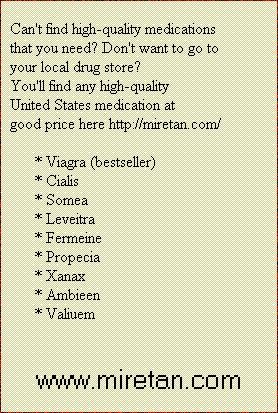 Can't find high-quality medications
that you need? Don't want to go to
your local drug store?
You'll find any high-quality
United States medication at
good price here http://miretan.com/
* Viagra (bestseller)
* Cialis
* Somea
* Leveitra
* Fermeine
* Propecia
* Xanax
* Ambieen
* Valiuem
www.miretan.com